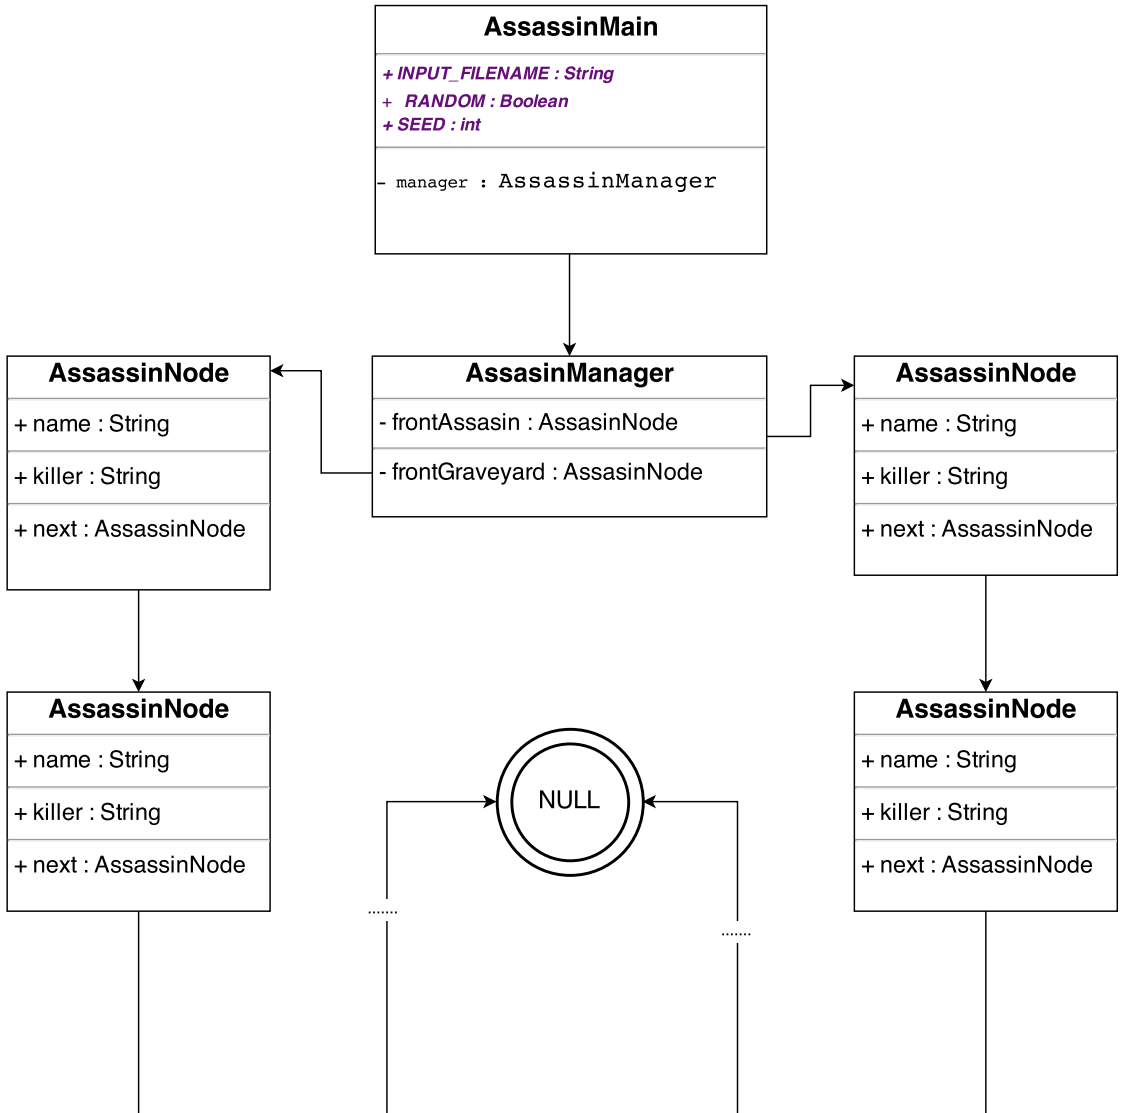 AssassinMain
+ INPUT_FILENAME : String
+ RANDOM : Boolean
+ SEED : int
- manager : AssassinManager
AssassinNode
+ name : String
+ killer : String
+ next : AssassinNode
AssasinManager
- frontAssasin : AssasinNode
- frontGraveyard : AssasinNode
AssassinNode
+ name : String
+ killer : String
+ next : AssassinNode
AssassinNode
+ name : String
+ killer : String
+ next : AssassinNode
NULL
.......
.......
AssassinNode
+ name : String
+ killer : String
+ next : AssassinNode